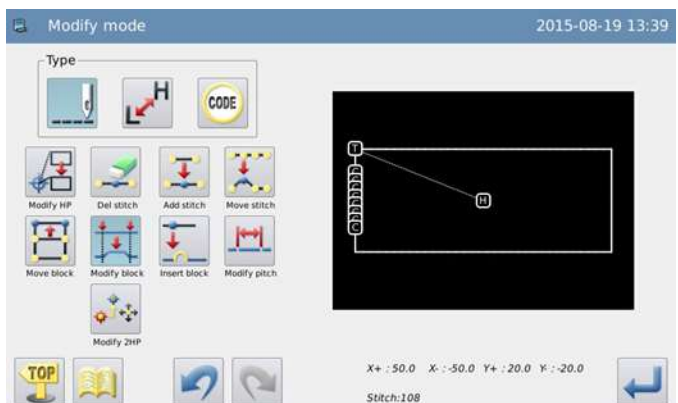 Modify mode
2015-08-19 13:39
Type
L H
CODE
Modify HP
Del stitch
Add stitch
Move stitch
Move block
Modify block
Insert block
Modify pitch
Modify 2HP
T
H
C
TOP
X+ : 50.0 X- : -50.0 Y+ : 20.0 Y- : -20.0
Stitch:108